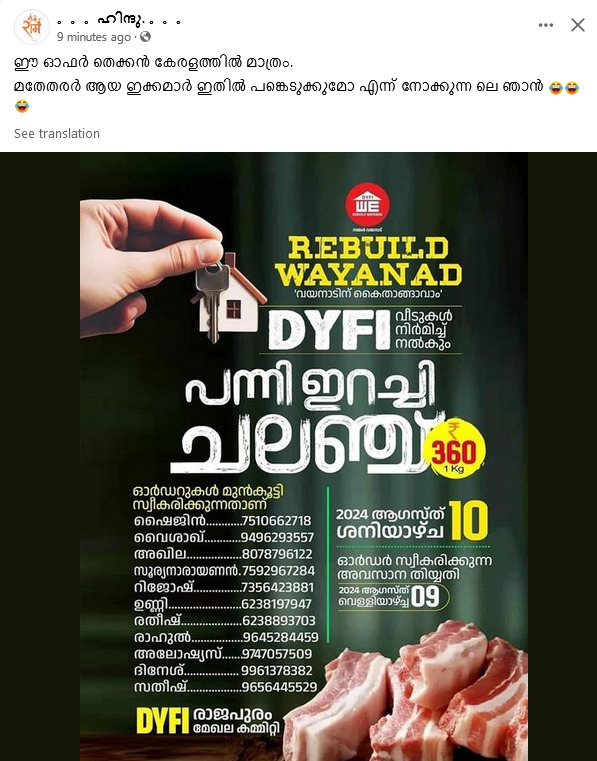 。。。ഹിന്ദു.。。。
9 minutes ago ·
ഈ ഓഫർ തെക്കൻ കേരളത്തിൽ മാത്രം.
മതേതരർ ആയ ഇക്കമാർ ഇതിൽ പങ്കെടുക്കുമോ എന്ന് നോക്കുന്ന ലെ ഞാൻ 😂😂
😂
See translation
DYFI
WE
REBUILD
WAYANAD
'വയനാടിന് കൈതാങ്ങാവാം'
DYFI വീടുകൾ
നിർമിച്ച്
നൽകും
പന്നി ഇറച്ചി
ചലഞ്ച്
₹
360
1 Kg
ഓർഡറുകൾ മുൻകൂട്ടി
സ്വീകരിക്കുന്നതാണ്
ഷൈജിൻ............7510662718
വൈശാഖ്............9496293557
അഖില................8078796122
സൂര്യനാരായണൻ.7592967284
റിജോഷ്..............7356423881
ഉണ്ണി...................6238197947
രതീഷ്.................6238893703
രാഹുൽ...............9645284459
അലോഷ്യസ്......9747057509
ദിനേശ്................ 9961378382
സതീഷ്................9656445529
2024 ആഗസ്ത്
ശനിയാഴ്ച 10
ഓർഡർ സ്വീകരിക്കുന്ന
അവസാന തിയ്യതി
2024 ആഗസ്ത്
വെള്ളിയാഴ്ച്ച 09
DYFI രാജപുരം
മേഖല കമ്മിറ്റി